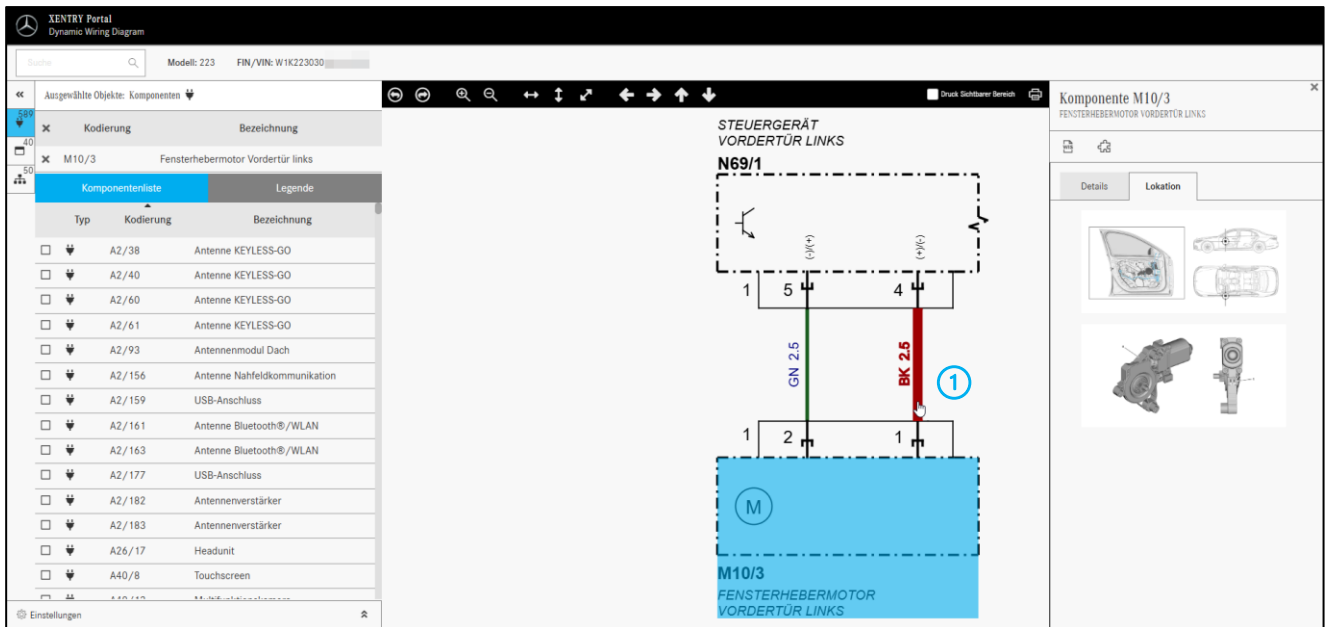 XENTRY Portal
Dynamic Wiring Diagram
Suche
Modell: 223 FIN/VIN: W1K223030
Ausgewählte Objekte: Komponenten
589
40
50
Kodierung Bezeichnung
M10/3 Fensterhebermotor Vordertür links
Komponentenliste Legende
Typ Kodierung Bezeichnung
A2/38 Antenne KEYLESS-GO
A2/40 Antenne KEYLESS-GO
A2/60 Antenne KEYLESS-GO
A2/61 Antenne KEYLESS-GO
A2/93 Antennenmodul Dach
A2/156 Antenne Nahfeldkommunikation
A2/159 USB-Anschluss
A2/161 Antenne Bluetooth®/WLAN
A2/163 Antenne Bluetooth®/WLAN
A2/177 USB-Anschluss
A2/182 Antennenverstärker
A2/183 Antennenverstärker
A26/17 Headunit
A40/8 Touchscreen
Einstellungen
Druck Sichtbarer Bereich
STEUERGERÄT
VORDERTÜR LINKS
N69/1
(-)/(+) (+)/(-)
1 5 4
GN 2.5 BK 2.5
1
1 2 1
M
M10/3
FENSTERHEBERMOTOR
VORDERTÜR LINKS
Komponente M10/3
FENSTERHEBERMOTOR VORDERTÜR LINKS
Details Lokation